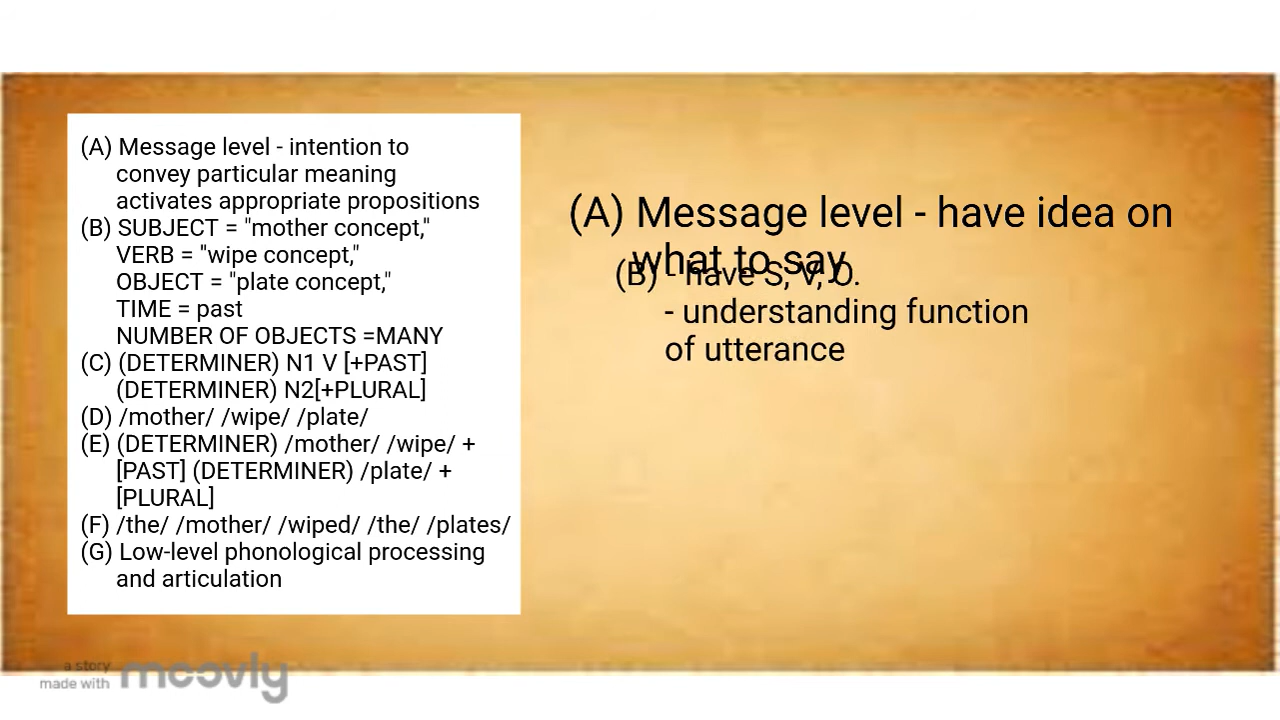 (A) Message level - intention to
convey particular meaning
activates appropriate propositions
(B) SUBJECT = "mother concept,"
VERB = "wipe concept,"
OBJECT = "plate concept,"
TIME = past
NUMBER OF OBJECTS =MANY
(C) (DETERMINER) N1 V [+PAST]
(DETERMINER) N2[+PLURAL]
(D) /mother/ /wipe/ /plate/
(E) (DETERMINER) /mother/ /wipe/ +
[PAST] (DETERMINER) /plate/ +
[PLURAL]
(F) /the/ /mother/ /wiped/ /the/ /plates/
(G) Low-level phonological processing
and articulation
(A) Message level - have idea on
what to say
(B) - have S, V, O.
- understanding function
of utterance
a story
made with moovly